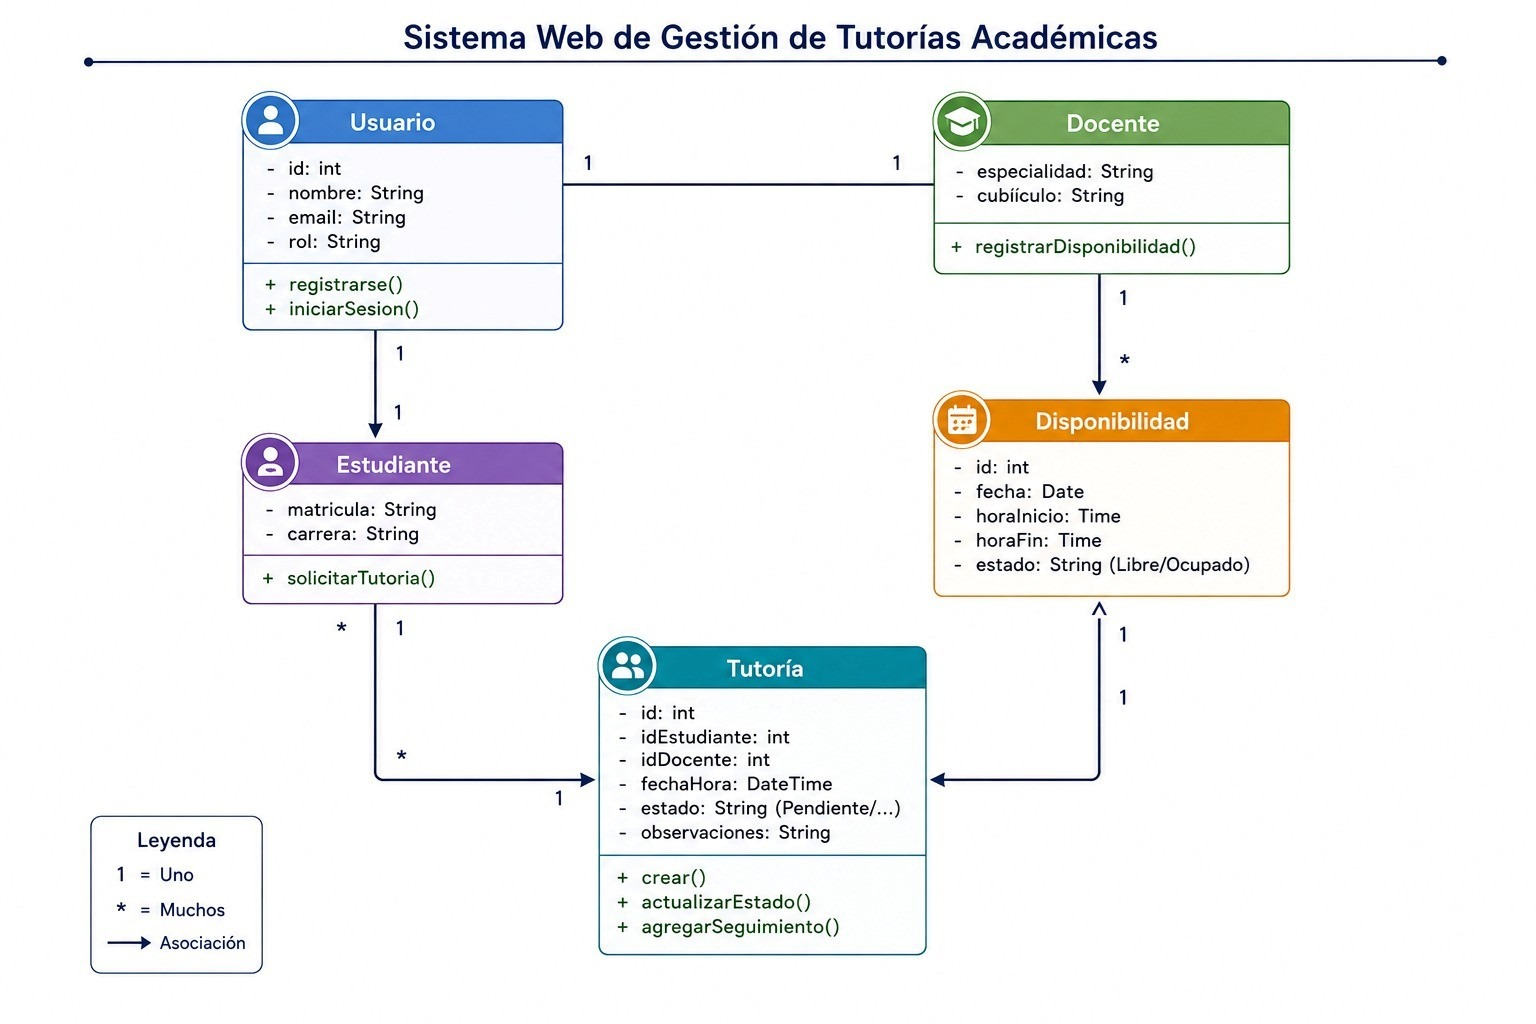 Sistema Web de Gestión de Tutorías Académicas
Usuario
- id: int
- nombre: String
- email: String
- rol: String
+ registrarse()
+ iniciarSesion()
1
1
Docente
- especialidad: String
- cubíículo: String
+ registrarDisponibilidad()
1
1
1
*
Estudiante
- matricula: String
- carrera: String
+ solicitarTutoria()
Disponibilidad
- id: int
- fecha: Date
- horaInicio: Time
- horaFin: Time
- estado: String (Libre/Ocupado)
* 1
*
1
1
1
Tutoría
- id: int
- idEstudiante: int
- idDocente: int
- fechaHora: DateTime
- estado: String (Pendiente/...)
- observaciones: String
+ crear()
+ actualizarEstado()
+ agregarSeguimiento()
Leyenda
1 = Uno
* = Muchos
Asociación